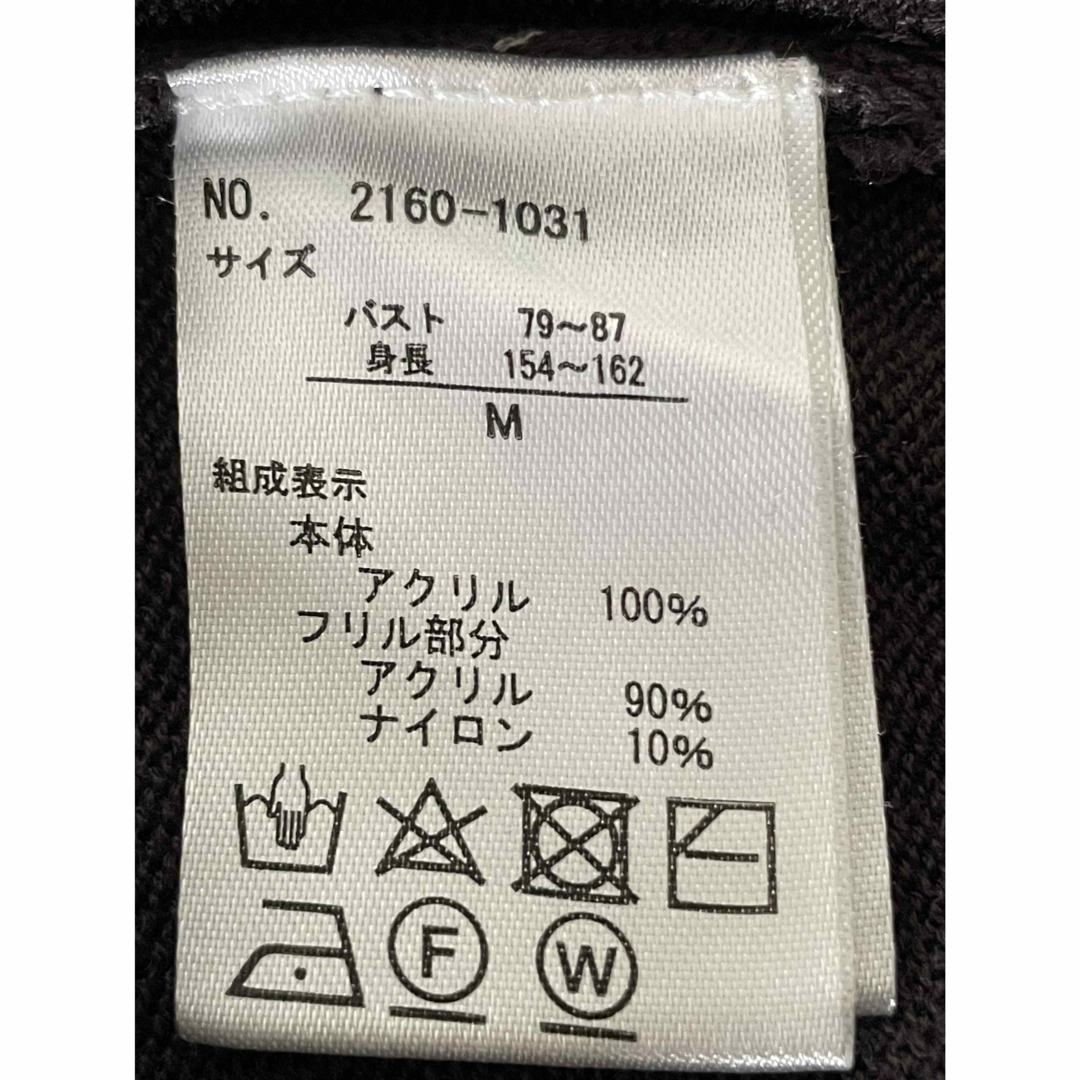 NO. 2160-1031
サイズ
バスト 79～87
身長 154～162
M
組成表示
本体
アクリル 100%
フリル部分
アクリル 90%
ナイロン 10%
F W